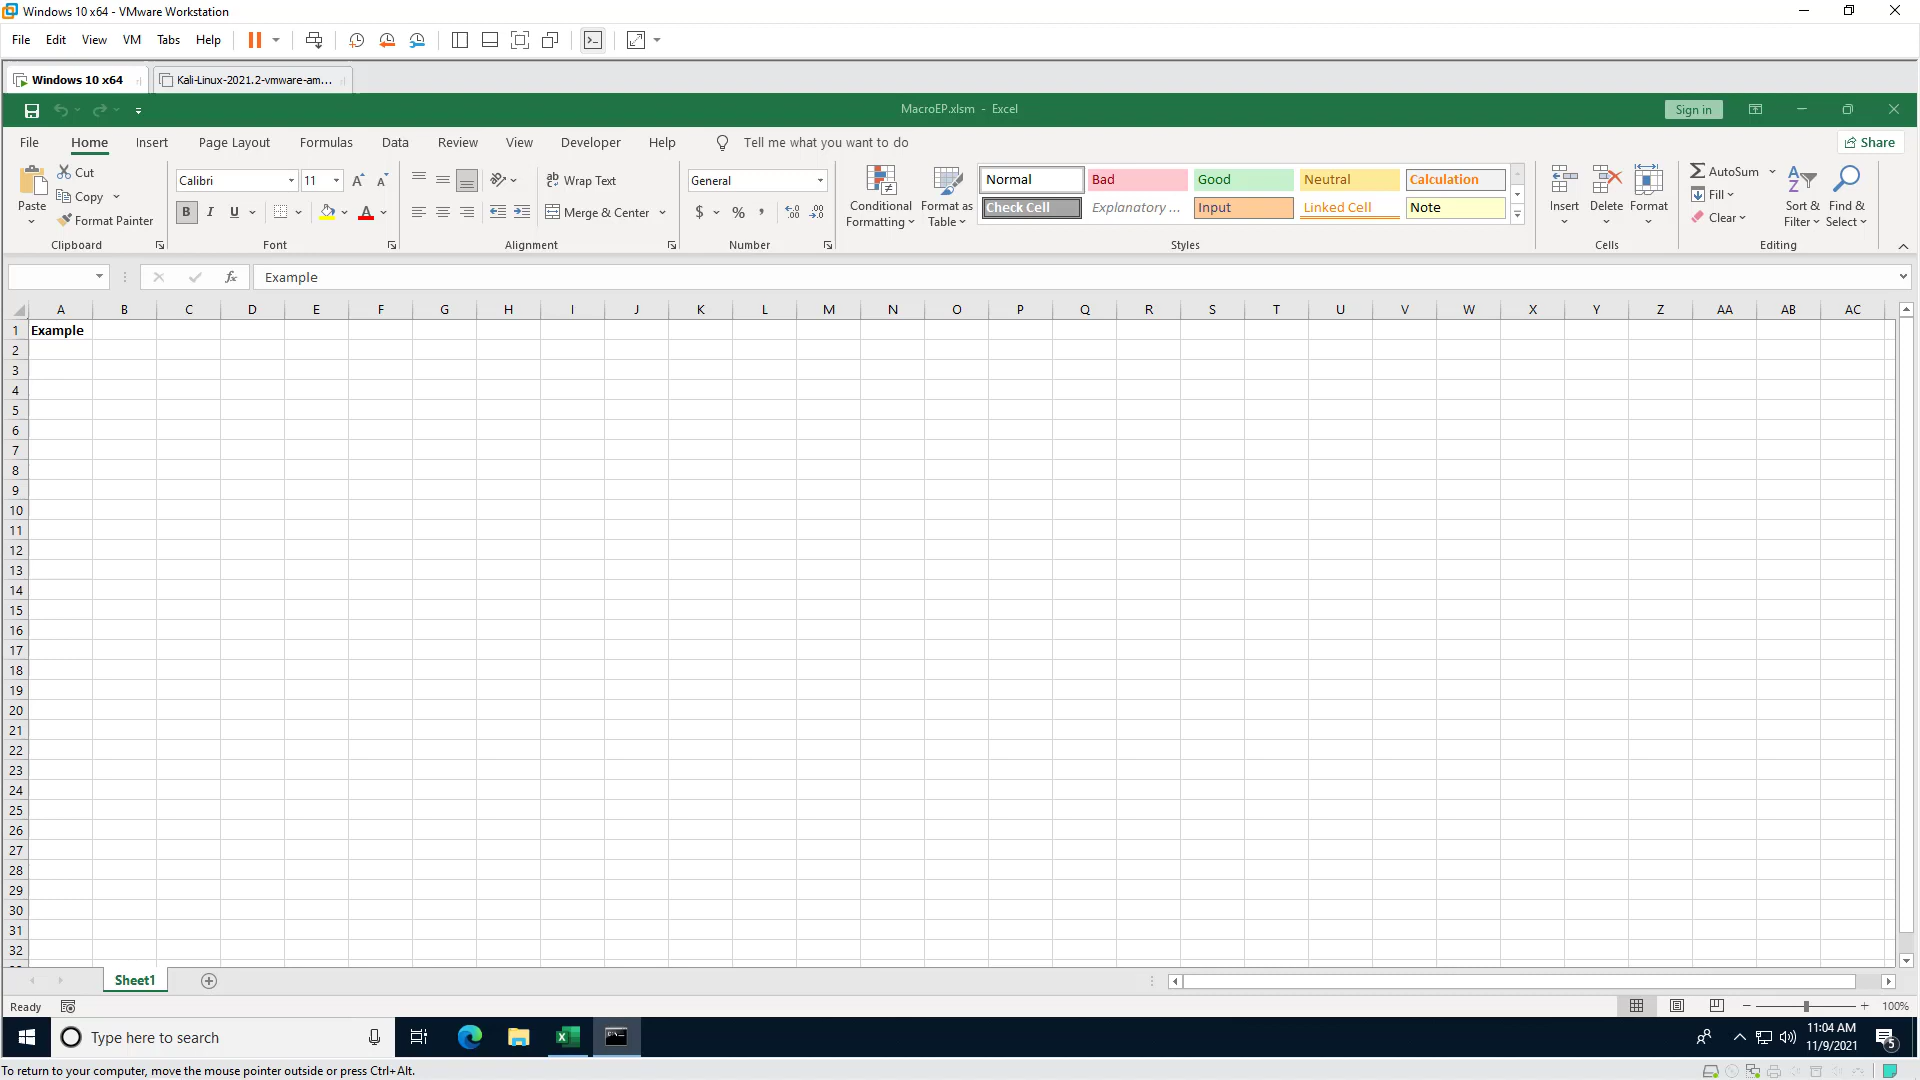 Windows 10 x64 - VMware Workstation
File Edit View VM Tabs Help
Windows 10 x64 Kali-Linux-2021.2-vmware-am...
MacroEP.xlsm - Excel Sign in
File Home Insert Page Layout Formulas Data Review View Developer Help Tell me what you want to do Share
Paste Cut Copy Format Painter
Calibri 11
B I U A
Wrap Text
Merge & Center
General
$ % ,
Conditional Formatting Format as Table
Normal Bad Good Neutral Calculation
Check Cell Explanatory ... Input Linked Cell Note
Insert Delete Format
AutoSum Fill Clear
Sort & Filter Find & Select
Clipboard Font Alignment Number Styles Cells Editing
fx Example
A B C D E F G H I J K L M N O P Q R S T U V W X Y Z AA AB AC
1 Example
2
3
4
5
6
7
8
9
10
11
12
13
14
15
16
17
18
19
20
21
22
23
24
25
26
27
28
29
30
31
32
Sheet1
Ready 100%
Type here to search
11:04 AM
11/9/2021
5
To return to your computer, move the mouse pointer outside or press Ctrl+Alt.